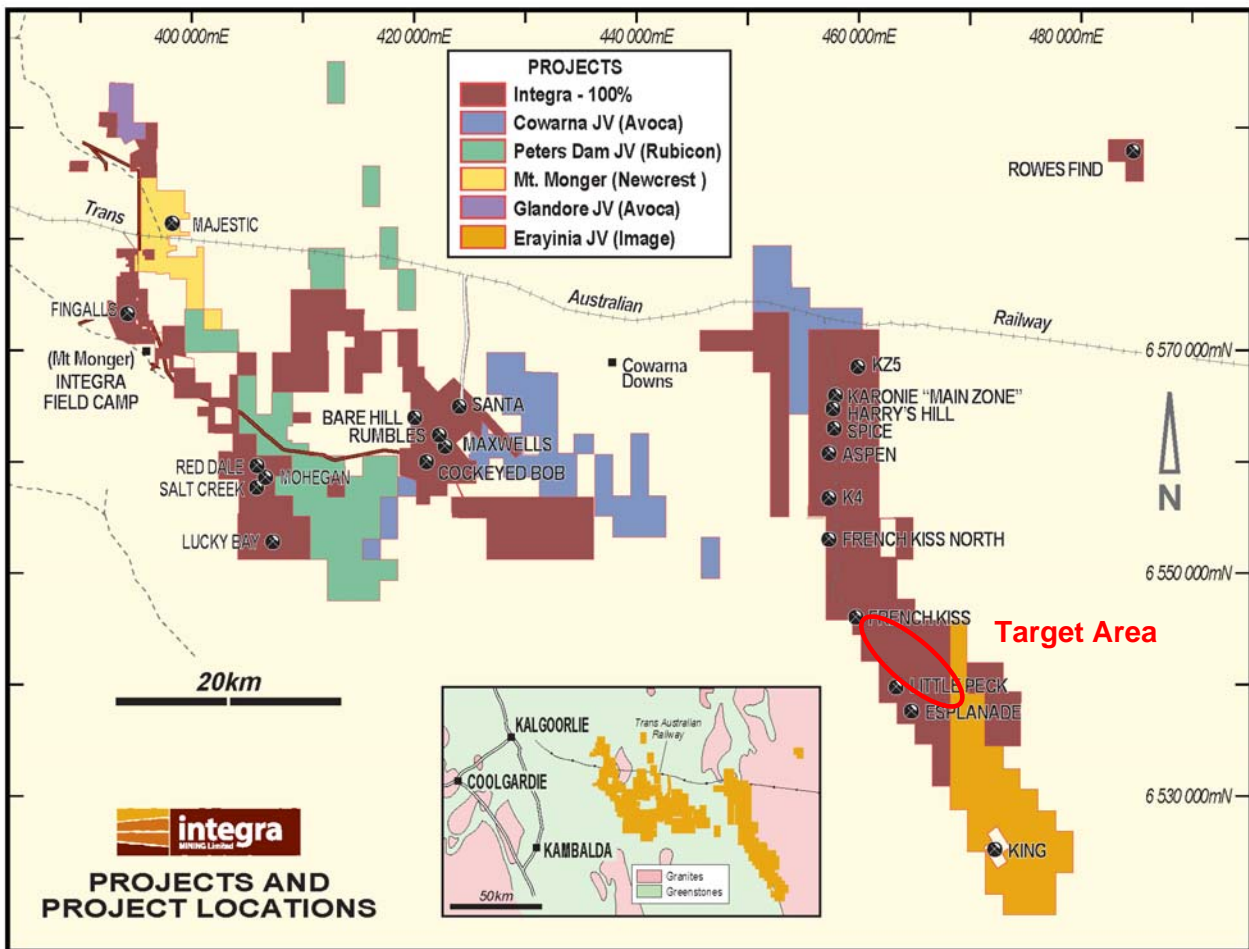 400 000mE
420 000mE
460 000mE
480 000mE
PROJECTS
Integra - 100%
Cowarna JV (Avoca)
Peters Dam JV (Rubicon)
Mt. Monger (Newcrest )
Glandore JV (Avoca)
Erayinia JV (Image)
ROWES FIND
Trans
MAJESTIC
Australian
Railway
FINGALLS
(Mt Monger)
INTEGRA
FIELD CAMP
Cowarna
Downs
6 570 000mN
KZ5
KARONIE "MAIN ZONE"
HARRY'S HILL
SPICE
ASPEN
K4
FRENCH KISS NORTH
SANTA
BARE HILL
RUMBLES
MAXWELLS
COCKEYED BOB
RED DALE
MOHEGAN
SALT CREEK
LUCKY BAY
N
6 550 000mN
FRENCH KISS
Target Area
LITTLE PECK
ESPLANADE
20km
6 530 000mN
KING
KALGOORLIE
Trans Australian
Railway
COOLGARDIE
KAMBALDA
Granites
Greenstones
50km
integra
MINING Limited
PROJECTS AND
PROJECT LOCATIONS